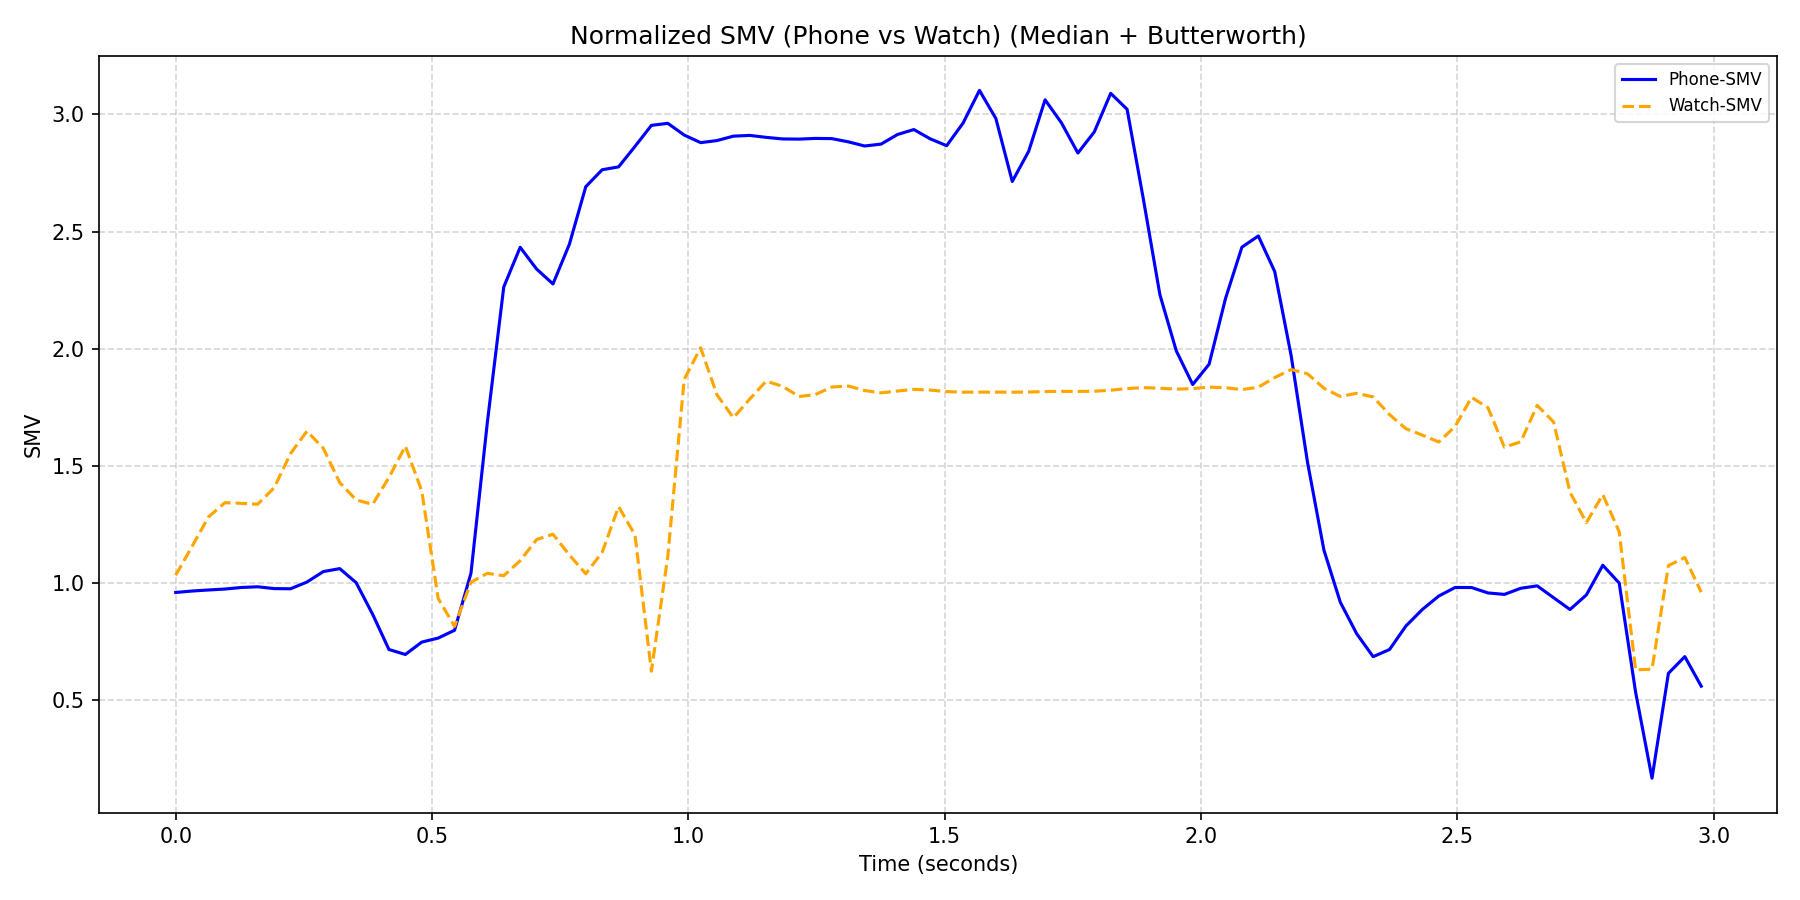 Normalized SMV (Phone vs Watch) (Median + Butterworth)
Phone-SMV
Watch-SMV
SMV
3.0
2.5
2.0
1.5
1.0
0.5
0.0 0.5 1.0 1.5 2.0 2.5 3.0
Time (seconds)